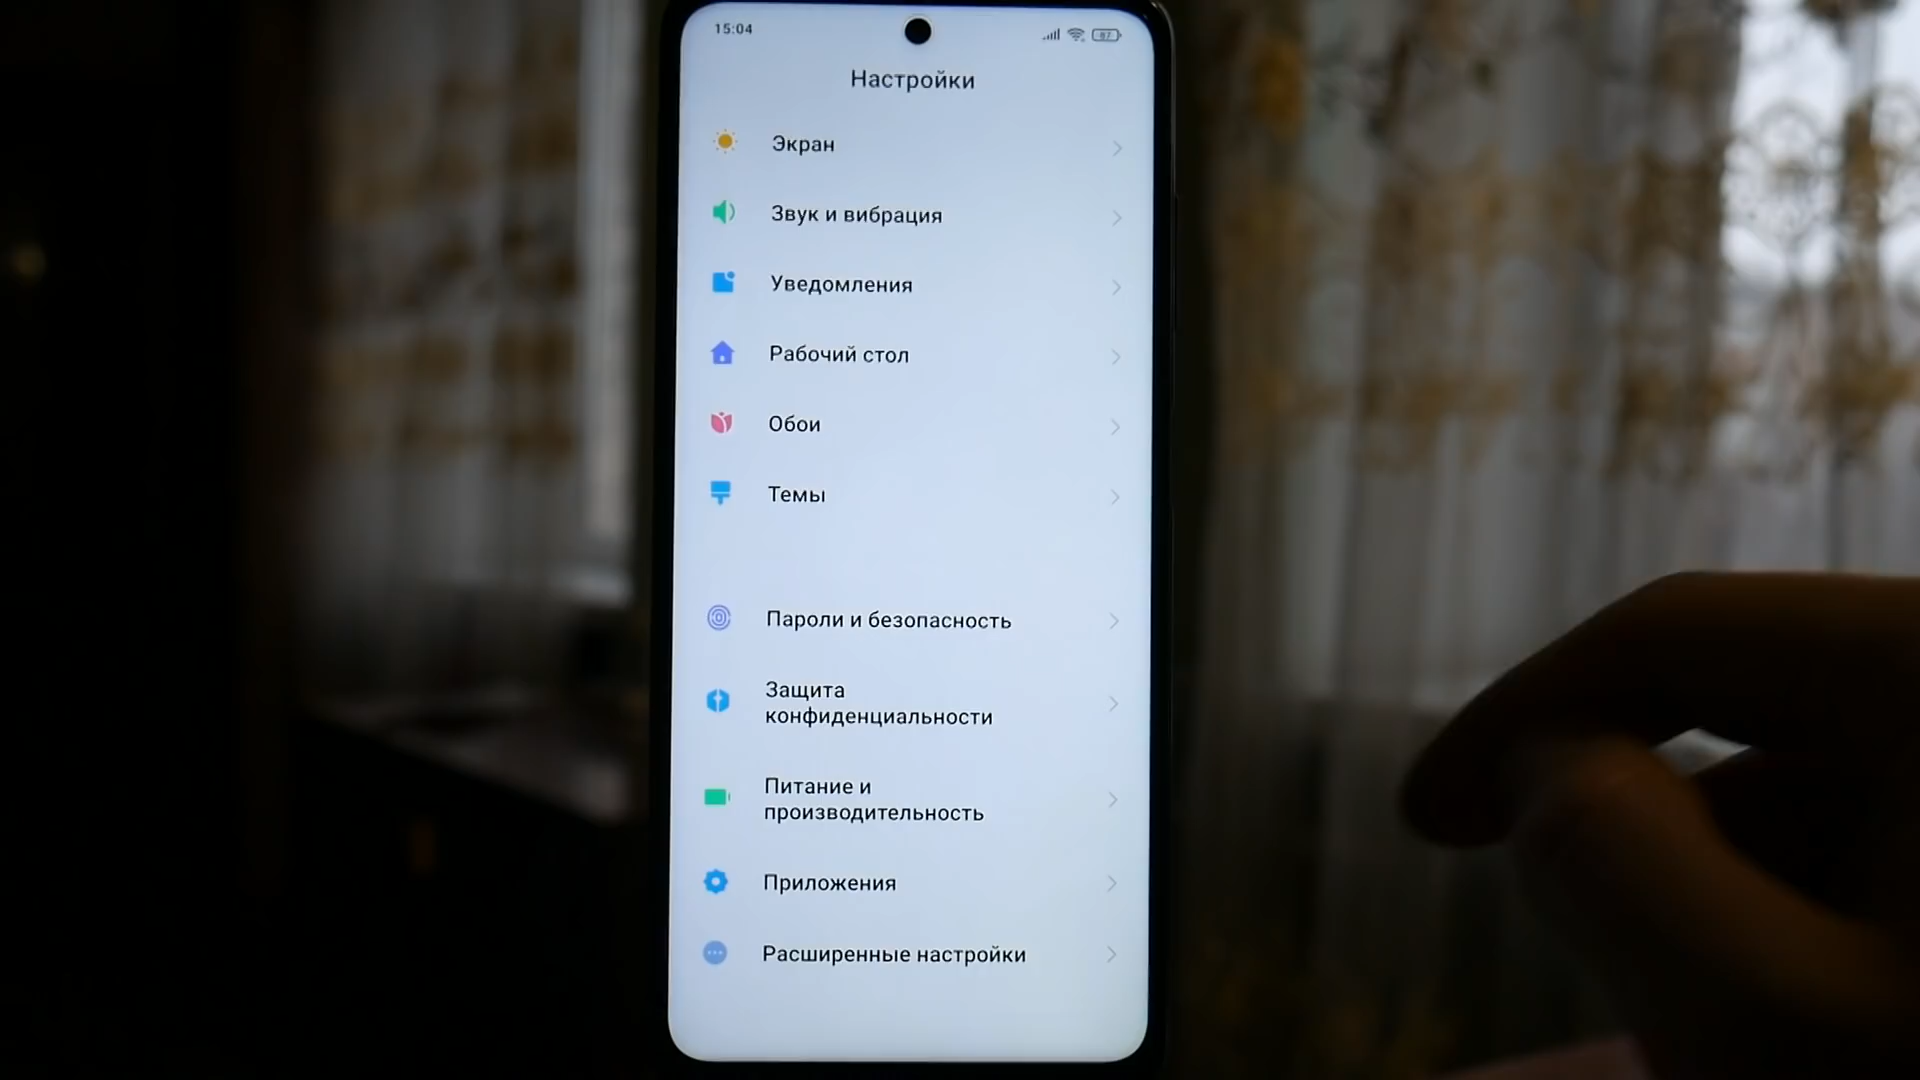 15:04
87
Настройки
Экран
Звук и вибрация
Уведомления
Рабочий стол
Обои
Темы
Пароли и безопасность
Защита
конфиденциальности
Питание и
производительность
Приложения
Расширенные настройки